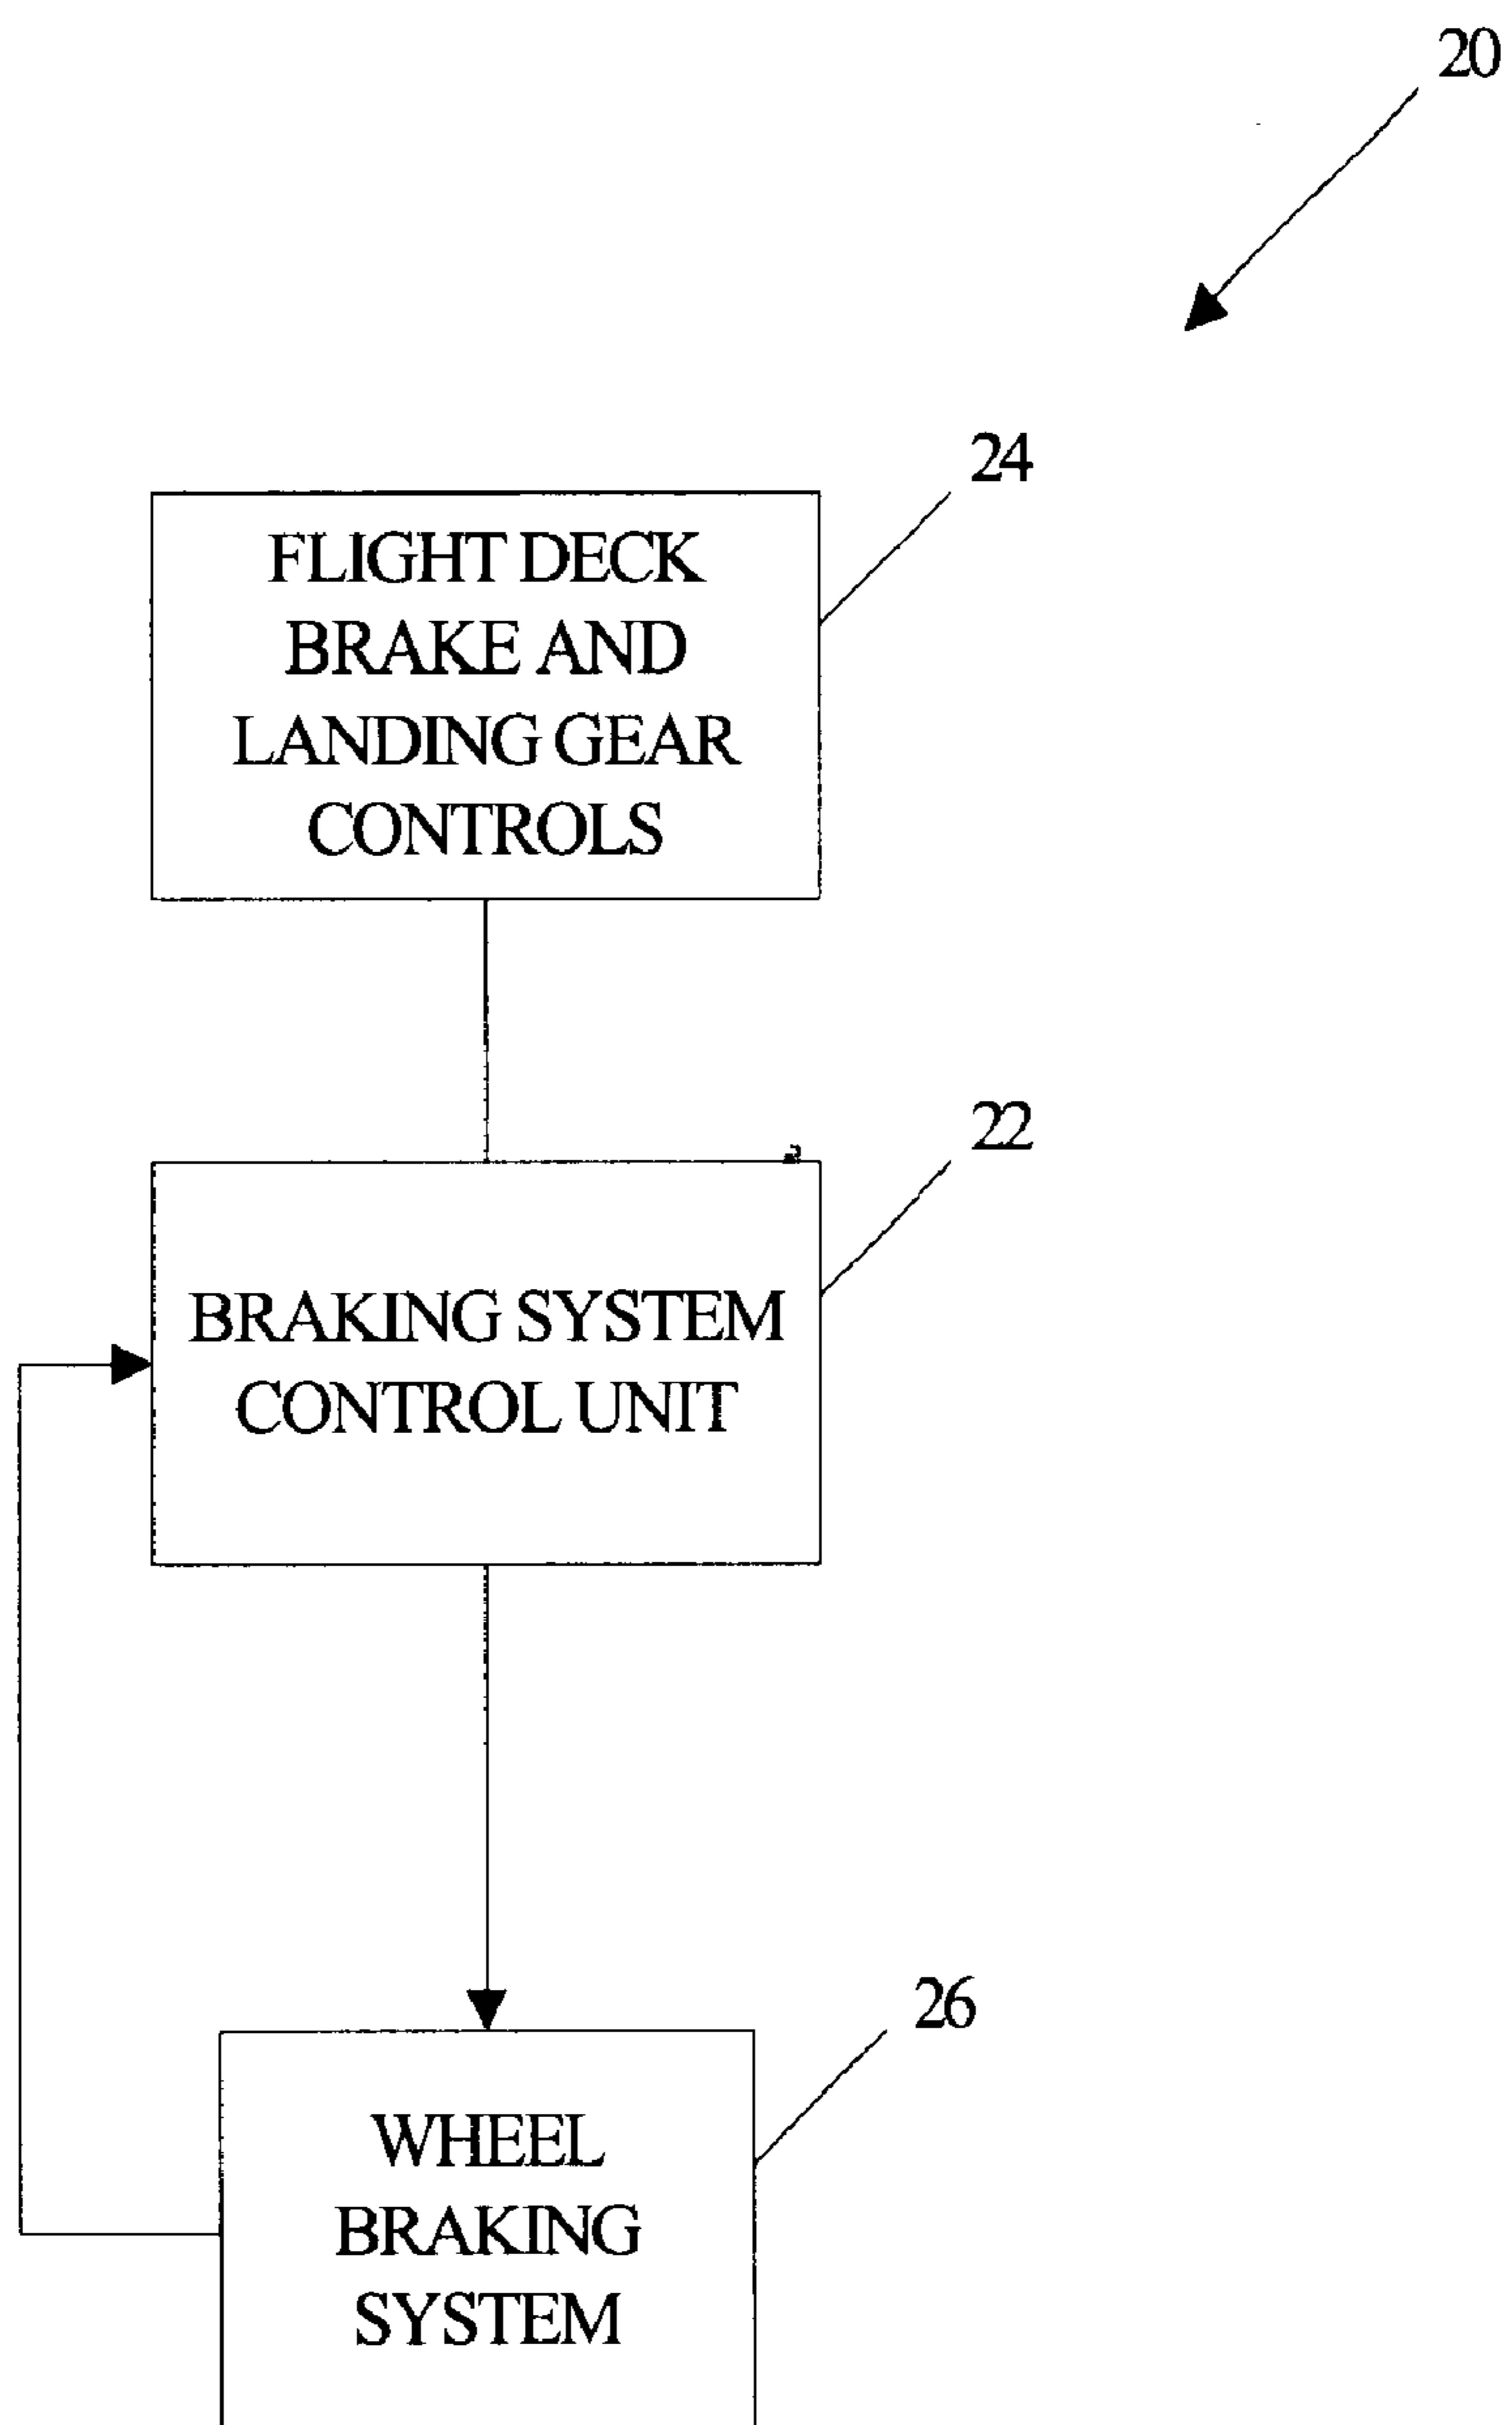 20
24
FLIGHT DECK
BRAKE AND
LANDING GEAR
CONTROLS
22
BRAKING SYSTEM
CONTROL UNIT
26
WHEEL
BRAKING
SYSTEM